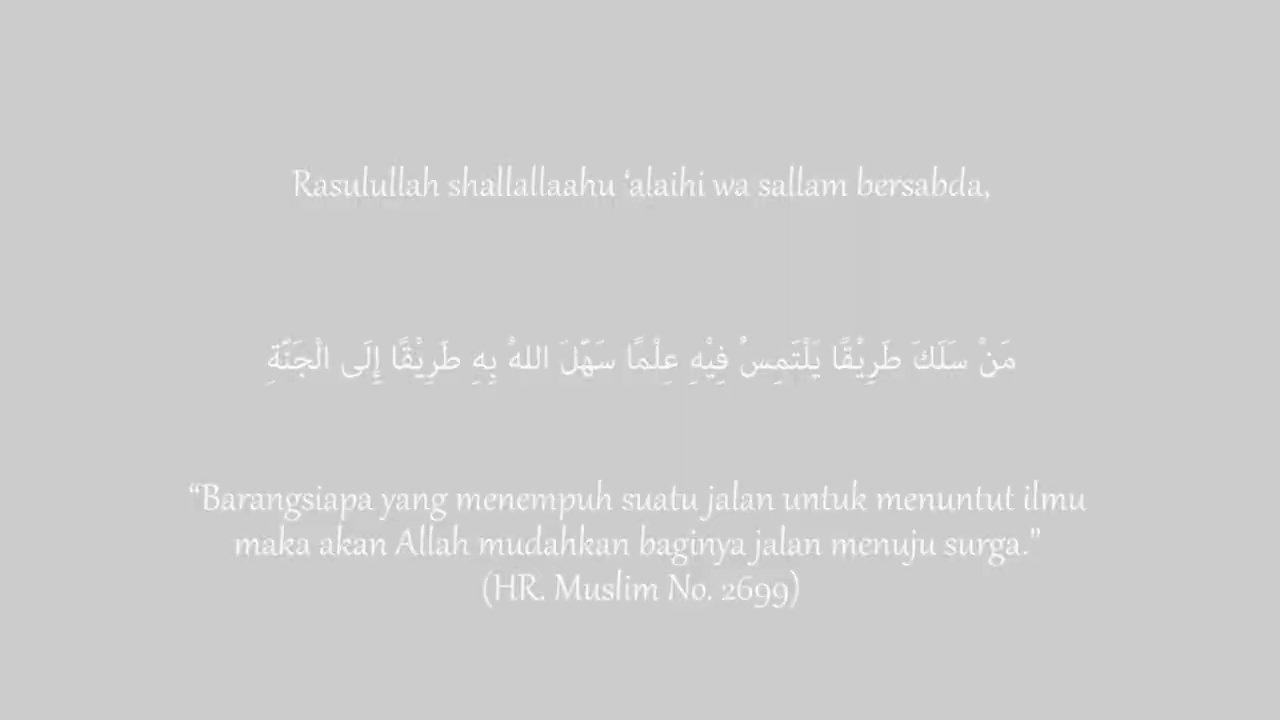 Rasulullah shallallaahu ‘alaihi wa sallam bersabda,
مَنْ سَلَكَ طَرِيْقًا يَلْتَمِسُ فِيْهِ عِلْمًا سَهَّلَ اللهُ بِهِ طَرِيْقًا إِلَى الْجَنَّةِ
“Barangsiapa yang menempuh suatu jalan untuk menuntut ilmu
maka akan Allah mudahkan baginya jalan menuju surga.”
(HR. Muslim No. 2699)